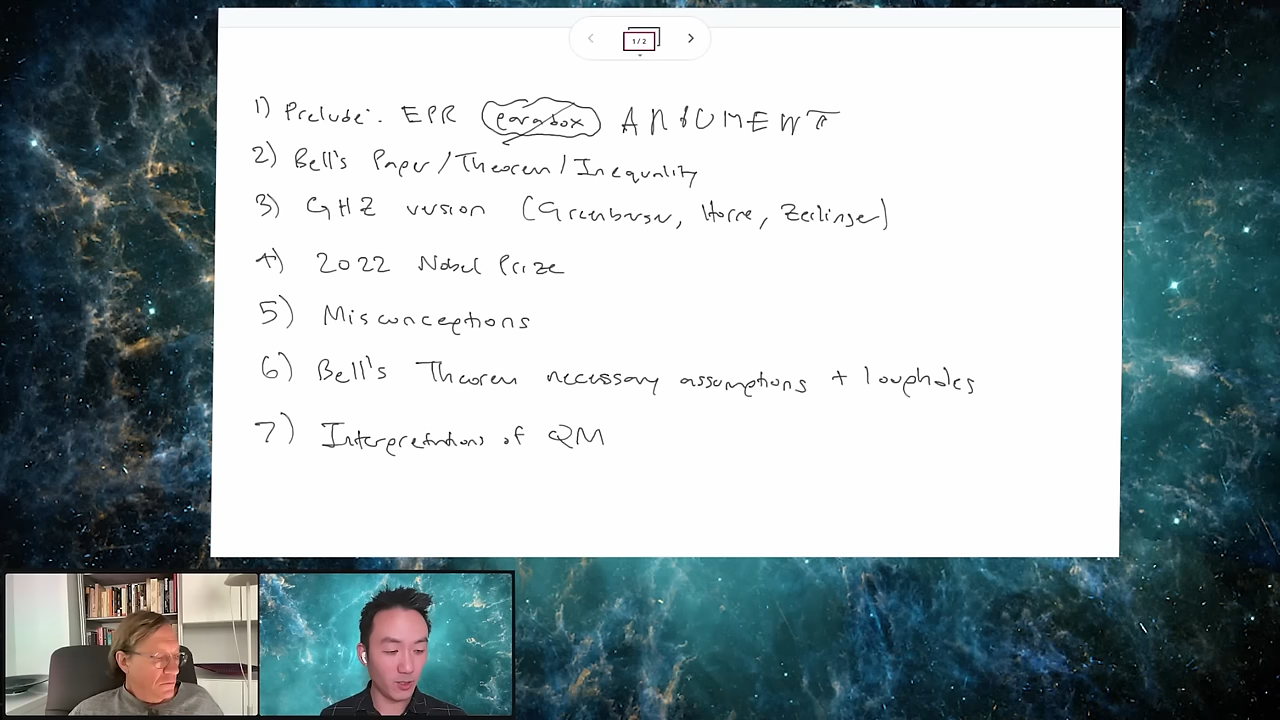 1 / 2
1) Prelude: EPR paradox ARGUMENT
2) Bell's Paper/Theorem/Inequality
3) GHZ version (Greenberger, Horne, Zeilinger)
4) 2022 Nobel Prize
5) Misconceptions
6) Bell's Theorem necessary assumptions + loopholes
7) Interpretations of QM